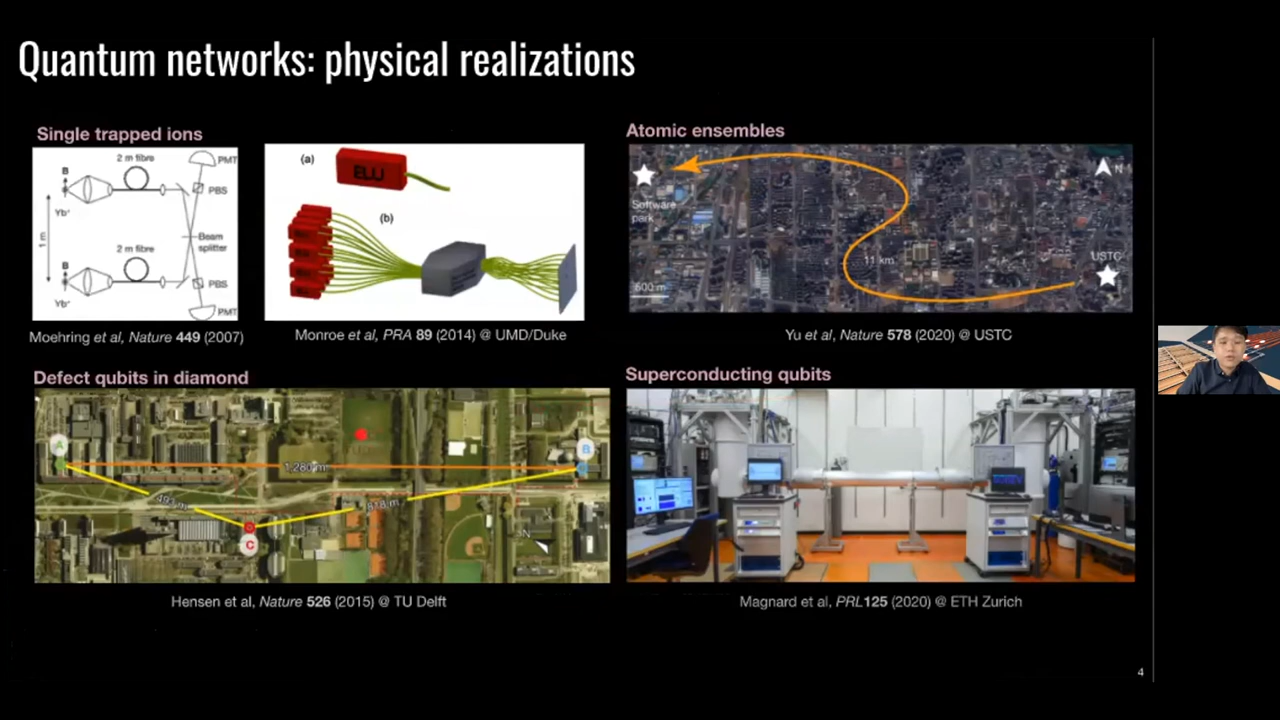 Quantum networks: physical realizations
Single trapped ions
2 m fibre
PMT
B
PBS
Yb⁺
1 m
Beam
splitter
2 m fibre
B
PBS
Yb⁺
PMT
Moehring et al, Nature 449 (2007)
(a)
ELU
(b)
Monroe et al, PRA 89 (2014) @ UMD/Duke
Atomic ensembles
N
Software
park
USTC
11 km
600 m
Yu et al, Nature 578 (2020) @ USTC
Defect qubits in diamond
A
B
1,280 m
493 m
818 m
C
N
Hensen et al, Nature 526 (2015) @ TU Delft
Superconducting qubits
Magnard et al, PRL125 (2020) @ ETH Zurich
4